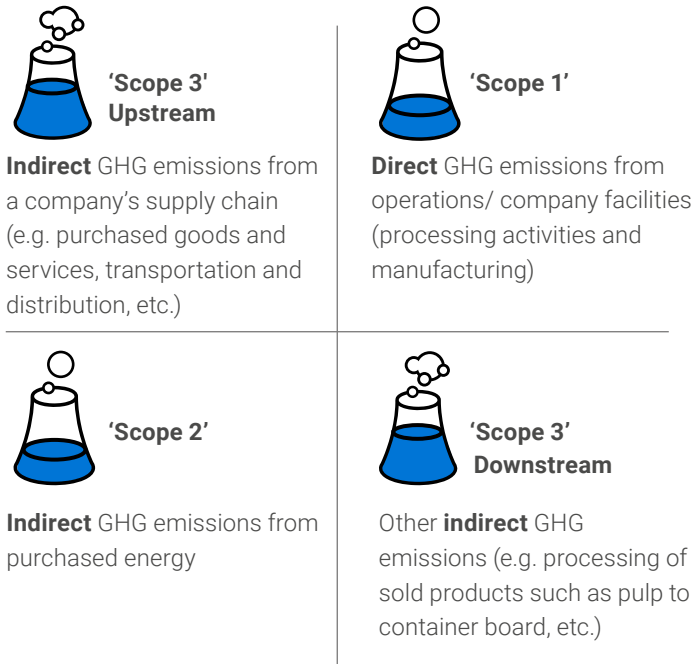 ‘Scope 3'
Upstream
Indirect GHG emissions from
a company’s supply chain
(e.g. purchased goods and
services, transportation and
distribution, etc.)
‘Scope 1’
Direct GHG emissions from
operations/ company facilities
(processing activities and
manufacturing)
‘Scope 2’
Indirect GHG emissions from
purchased energy
‘Scope 3’
Downstream
Other indirect GHG
emissions (e.g. processing of
sold products such as pulp to
container board, etc.)